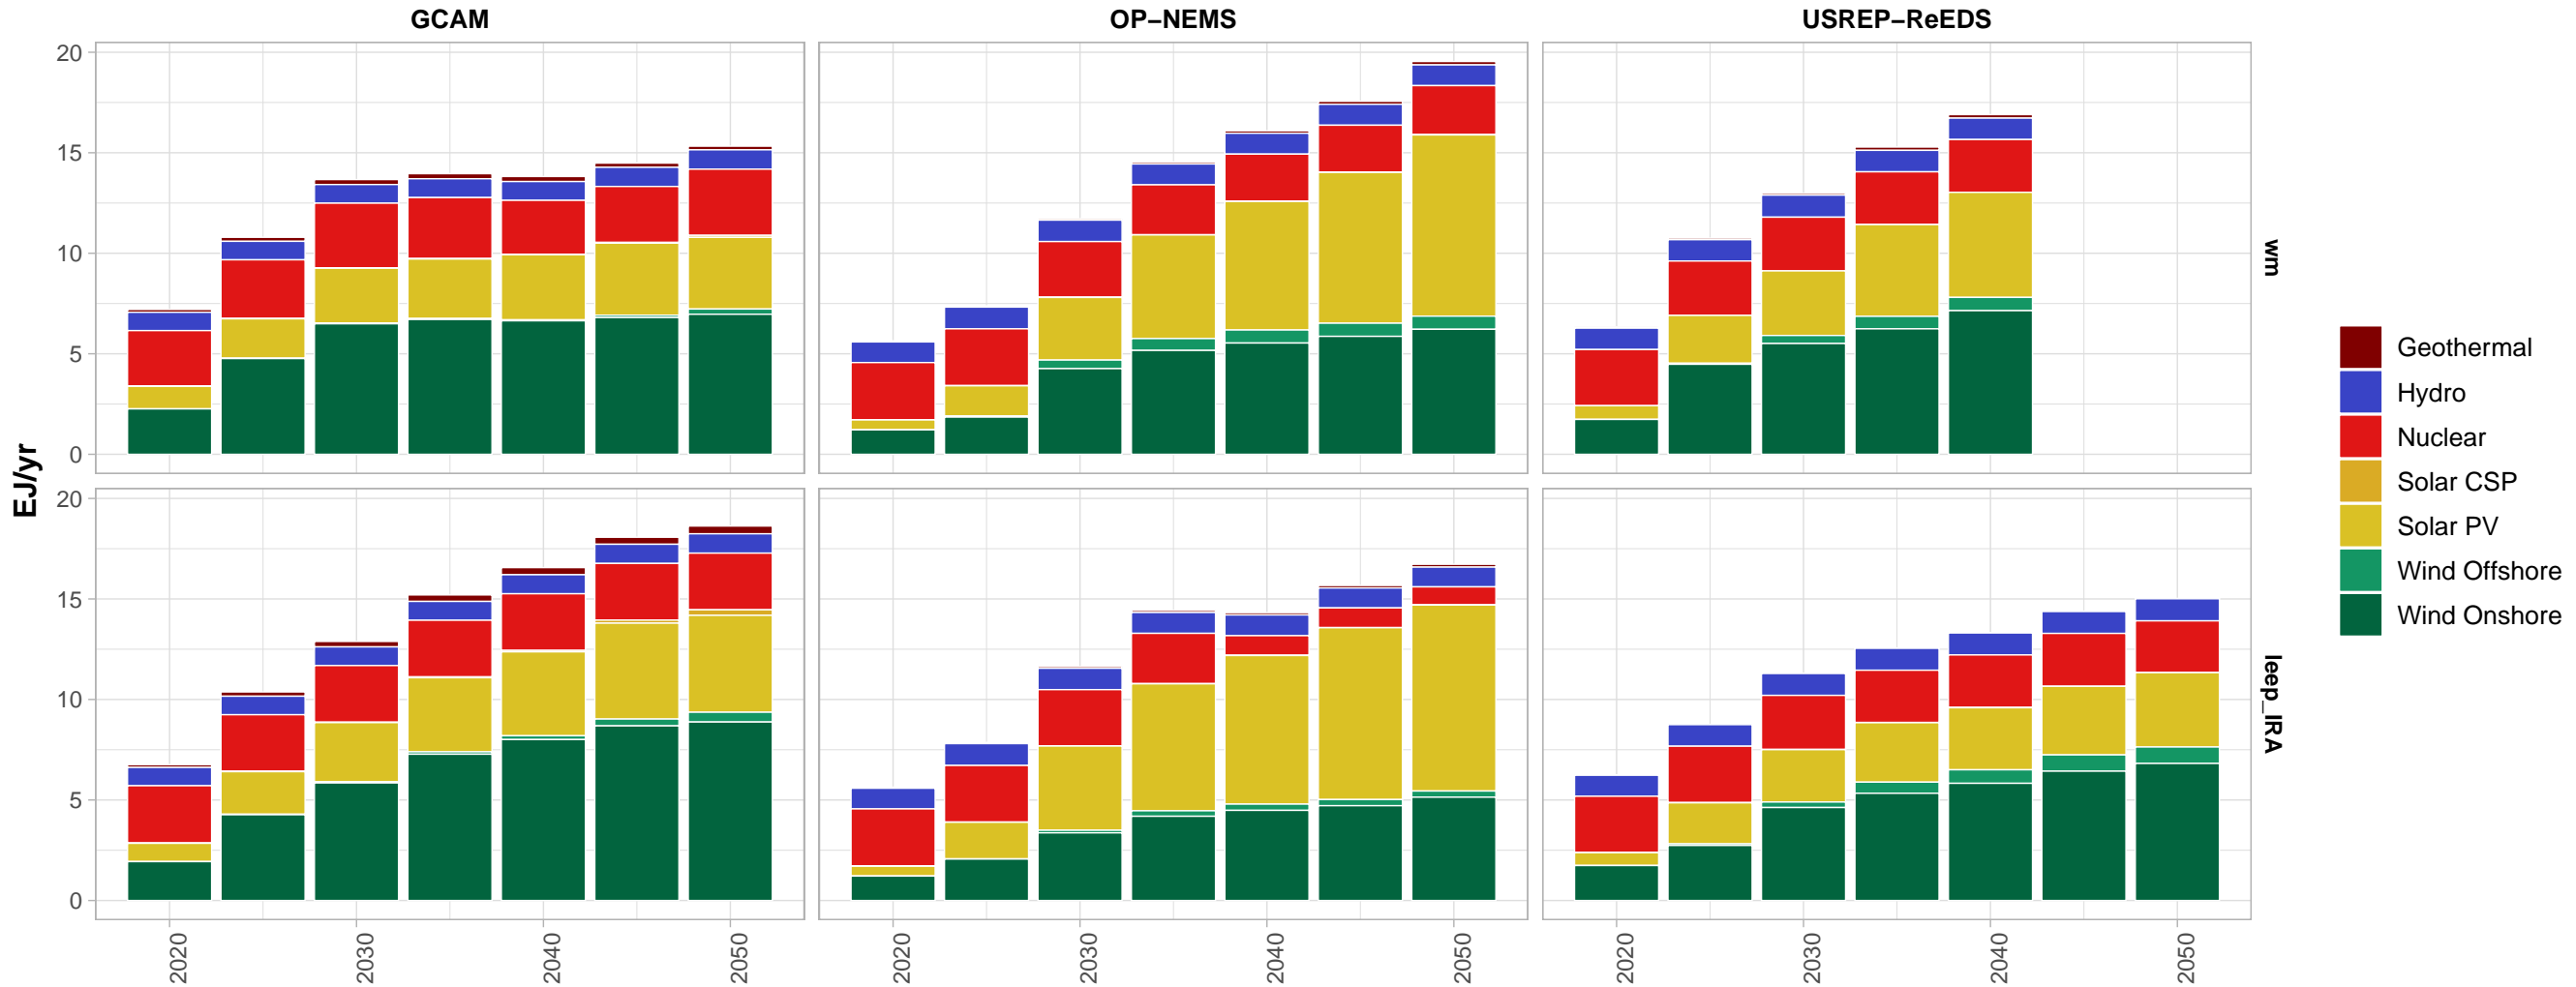 GCAM
OP−NEMS
USREP−ReEDS
EJ/yr
20
15
10
5
0
wm
20
15
10
5
0
leep_IRA
2020
2030
2040
2050
2020
2030
2040
2050
2020
2030
2040
2050
Geothermal
Hydro
Nuclear
Solar CSP
Solar PV
Wind Offshore
Wind Onshore